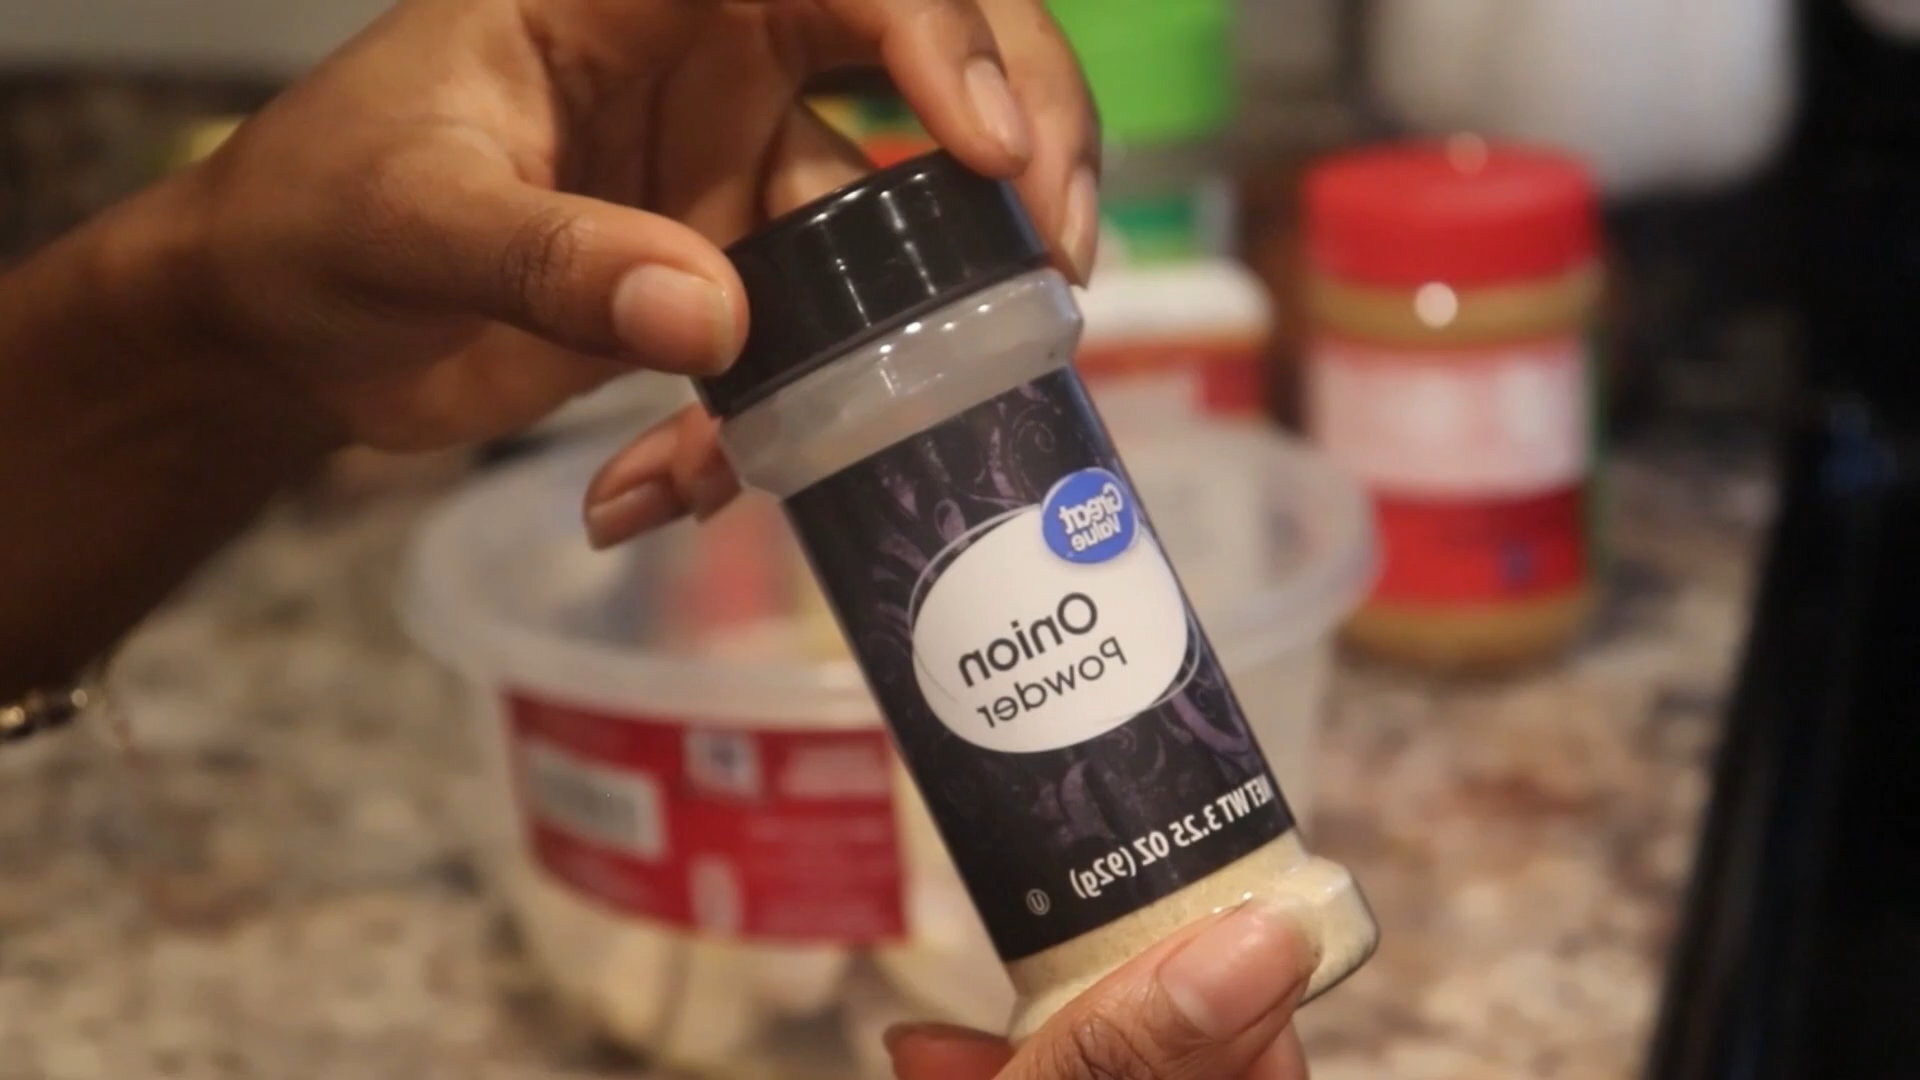 Great
Value
Onion
Powder
NET WT 3.25 OZ (92g)
U